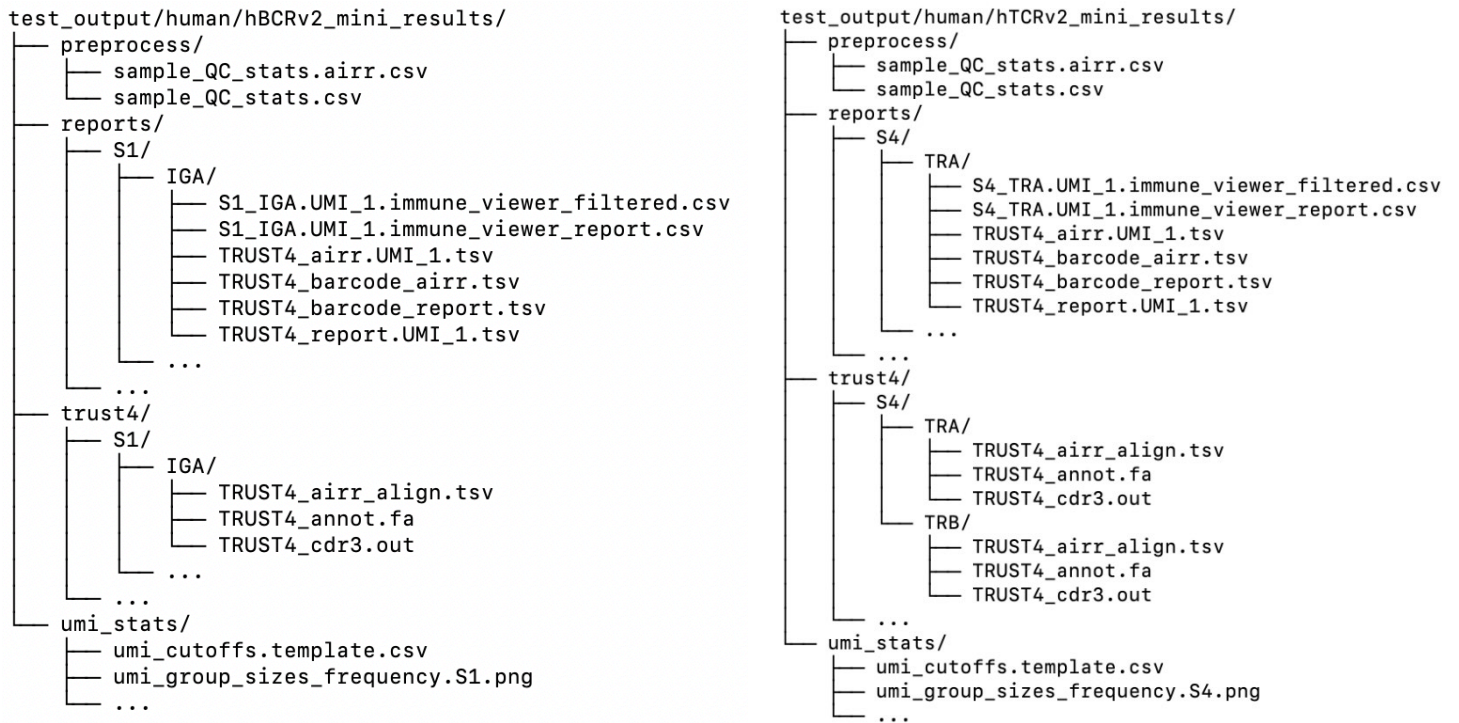 test_output/human/hBCRv2_mini_results/
├── preprocess/
│   ├── sample_QC_stats.airr.csv
│   └── sample_QC_stats.csv
├── reports/
│   ├── S1/
│   │   ├── IGA/
│   │   │   ├── S1_IGA.UMI_1.immune_viewer_filtered.csv
│   │   │   ├── S1_IGA.UMI_1.immune_viewer_report.csv
│   │   │   ├── TRUST4_airr.UMI_1.tsv
│   │   │   ├── TRUST4_barcode_airr.tsv
│   │   │   ├── TRUST4_barcode_report.tsv
│   │   │   └── TRUST4_report.UMI_1.tsv
│   │   └── ...
│   └── ...
├── trust4/
│   ├── S1/
│   │   ├── IGA/
│   │   │   ├── TRUST4_airr_align.tsv
│   │   │   ├── TRUST4_annot.fa
│   │   │   └── TRUST4_cdr3.out
│   │   └── ...
│   └── ...
└── umi_stats/
    ├── umi_cutoffs.template.csv
    ├── umi_group_sizes_frequency.S1.png
    └── ...
test_output/human/hTCRv2_mini_results/
├── preprocess/
│   ├── sample_QC_stats.airr.csv
│   └── sample_QC_stats.csv
├── reports/
│   ├── S4/
│   │   ├── TRA/
│   │   │   ├── S4_TRA.UMI_1.immune_viewer_filtered.csv
│   │   │   ├── S4_TRA.UMI_1.immune_viewer_report.csv
│   │   │   ├── TRUST4_airr.UMI_1.tsv
│   │   │   ├── TRUST4_barcode_airr.tsv
│   │   │   ├── TRUST4_barcode_report.tsv
│   │   │   └── TRUST4_report.UMI_1.tsv
│   │   └── ...
│   └── ...
├── trust4/
│   ├── S4/
│   │   ├── TRA/
│   │   │   ├── TRUST4_airr_align.tsv
│   │   │   ├── TRUST4_annot.fa
│   │   │   └── TRUST4_cdr3.out
│   │   └── TRB/
│   │       ├── TRUST4_airr_align.tsv
│   │       ├── TRUST4_annot.fa
│   │       └── TRUST4_cdr3.out
│   └── ...
└── umi_stats/
    ├── umi_cutoffs.template.csv
    ├── umi_group_sizes_frequency.S4.png
    └── ...